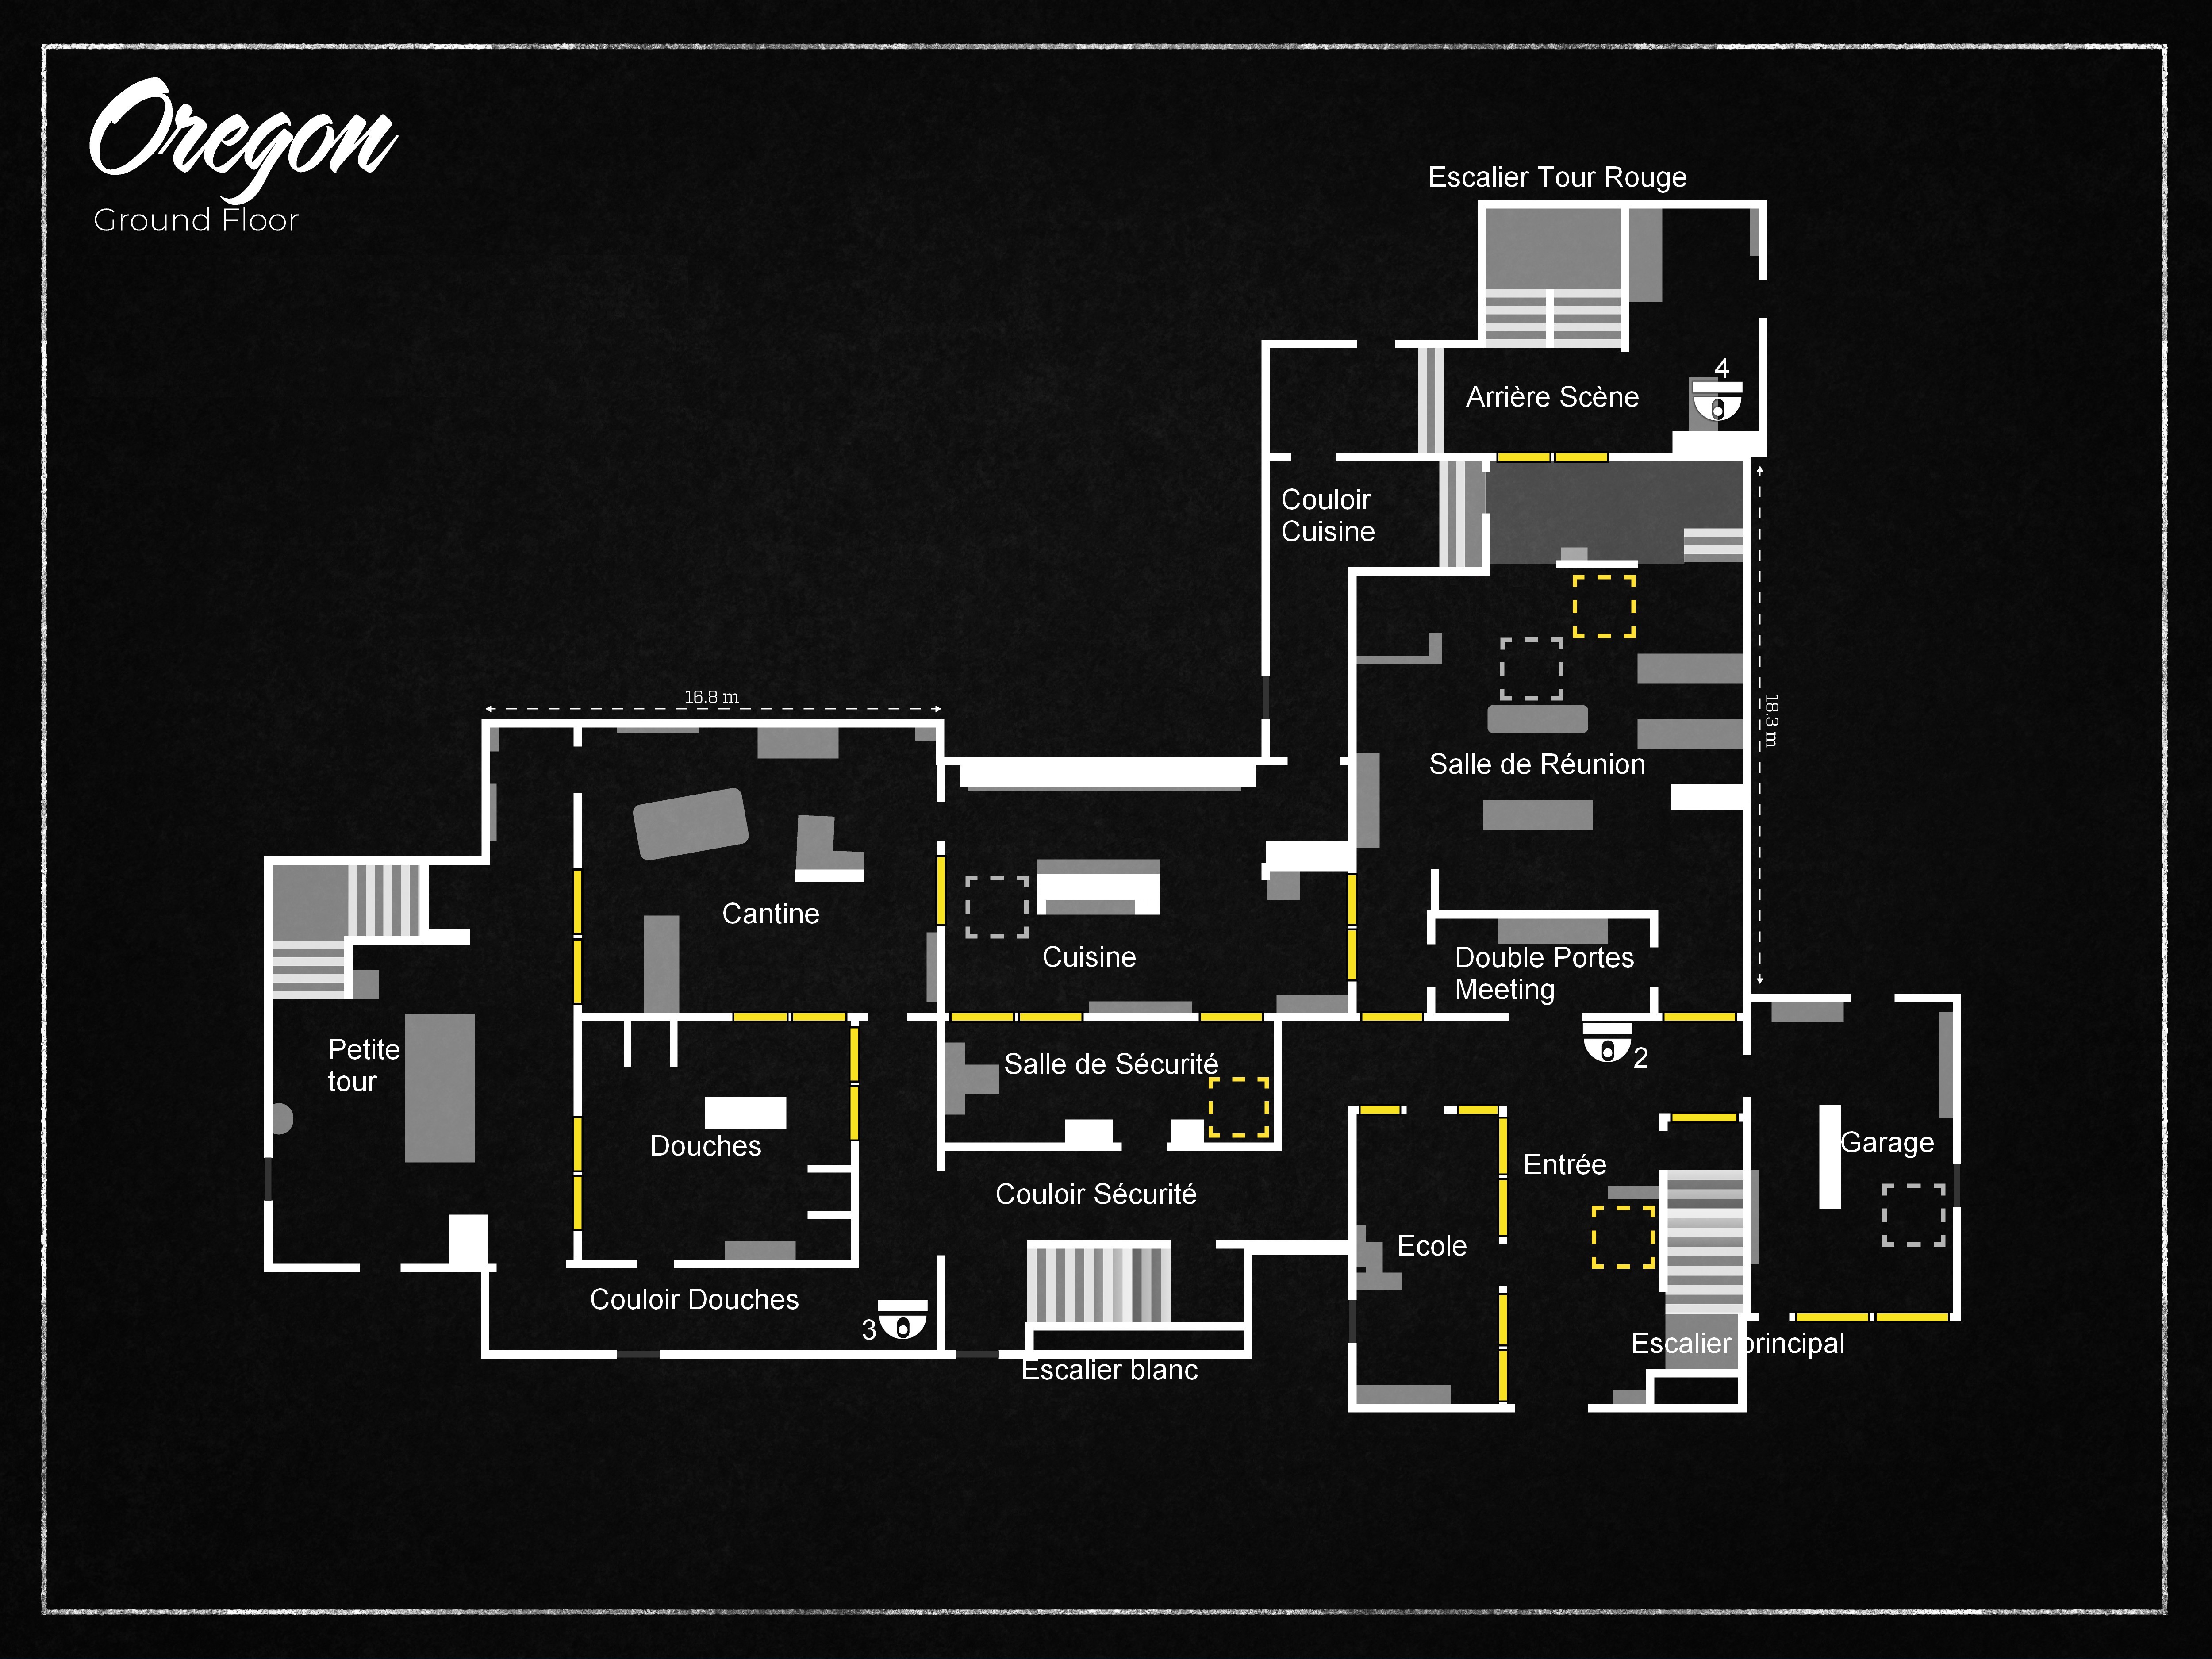 Oregon
Ground Floor
Escalier Tour Rouge
4
Arrière Scène
Couloir
Cuisine
16.8 m
18.3 m
Salle de Réunion
Cantine
Cuisine
Double Portes
Meeting
Petite
tour
Salle de Sécurité
2
Douches
Garage
Entrée
Couloir Sécurité
Ecole
Couloir Douches
3
Escalier principal
Escalier blanc